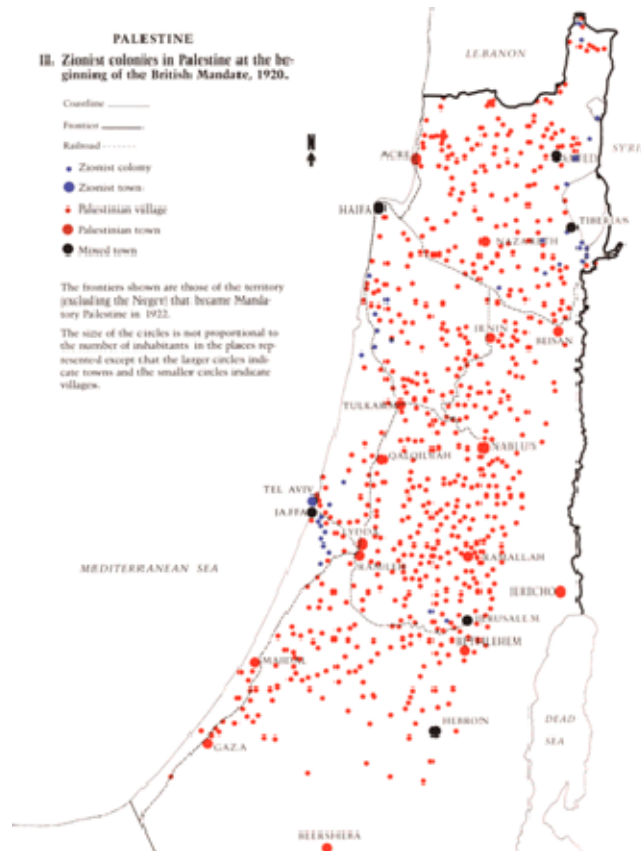 PALESTINE
III. Zionist colonies in Palestine at the be-
ginning of the British Mandate, 1920.
Coastline
Frontier
Railroad
Zionist colony
Zionist town
Palestinian village
Palestinian town
Mixed town
The frontiers shown are those of the territory
(excluding the Negev) that became Manda-
tory Palestine in 1922.
The size of the circles is not proportional to
the number of inhabitants in the places rep-
resented except that the larger circles indi-
cate towns and the smaller circles indicate
villages.
N
LEBANON
SYRIA
ACRE
SAFED
HAIFA
TIBERIAS
NAZARETH
JENIN
BEISAN
TULKARM
NABLUS
QALQILYAH
TEL AVIV
JAFFA
LYDDA
RAMLEH
RAMALLAH
JERICHO
MEDITERRANEAN SEA
JERUSALEM
BETHLEHEM
MAJDAL
HEBRON
DEAD
SEA
GAZA
BEERSHEBA